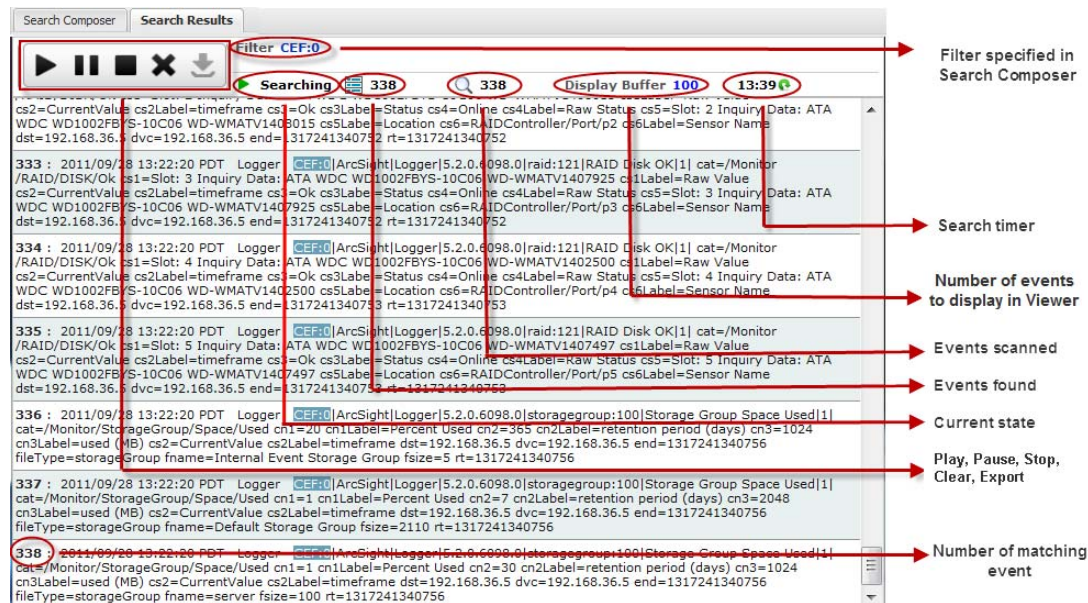 Search Composer Search Results
Filter CEF:0
Searching 338 338 Display Buffer 100 13:39
cs2=CurrentValue cs2Label=timeframe cs3=Ok cs3Label=Status cs4=Online cs4Label=Raw Status cs5=Slot: 2 Inquiry Data: ATA
WDC WD1002FBYS-10C06 WD-WMATV1408015 cs5Label=Location cs6=RAIDController/Port/p2 cs6Label=Sensor Name
dst=192.168.36.5 dvc=192.168.36.5 end=1317241340752 rt=1317241340752
333 : 2011/09/28 13:22:20 PDT Logger CEF:0|ArcSight|Logger|5.2.0.6098.0|raid:121|RAID Disk OK|1| cat=/Monitor
/RAID/DISK/Ok cs1=Slot: 3 Inquiry Data: ATA WDC WD1002FBYS-10C06 WD-WMATV1407925 cs1Label=Raw Value
cs2=CurrentValue cs2Label=timeframe cs3=Ok cs3Label=Status cs4=Online cs4Label=Raw Status cs5=Slot: 3 Inquiry Data: ATA
WDC WD1002FBYS-10C06 WD-WMATV1407925 cs5Label=Location cs6=RAIDController/Port/p3 cs6Label=Sensor Name
dst=192.168.36.5 dvc=192.168.36.5 end=1317241340752 rt=1317241340752
334 : 2011/09/28 13:22:20 PDT Logger CEF:0|ArcSight|Logger|5.2.0.6098.0|raid:121|RAID Disk OK|1| cat=/Monitor
/RAID/DISK/Ok cs1=Slot: 4 Inquiry Data: ATA WDC WD1002FBYS-10C06 WD-WMATV1402500 cs1Label=Raw Value
cs2=CurrentValue cs2Label=timeframe cs3=Ok cs3Label=Status cs4=Online cs4Label=Raw Status cs5=Slot: 4 Inquiry Data: ATA
WDC WD1002FBYS-10C06 WD-WMATV1402500 cs5Label=Location cs6=RAIDController/Port/p4 cs6Label=Sensor Name
dst=192.168.36.5 dvc=192.168.36.5 end=1317241340753 rt=1317241340753
335 : 2011/09/28 13:22:20 PDT Logger CEF:0|ArcSight|Logger|5.2.0.6098.0|raid:121|RAID Disk OK|1| cat=/Monitor
/RAID/DISK/Ok cs1=Slot: 5 Inquiry Data: ATA WDC WD1002FBYS-10C06 WD-WMATV1407497 cs1Label=Raw Value
cs2=CurrentValue cs2Label=timeframe cs3=Ok cs3Label=Status cs4=Online cs4Label=Raw Status cs5=Slot: 5 Inquiry Data: ATA
WDC WD1002FBYS-10C06 WD-WMATV1407497 cs5Label=Location cs6=RAIDController/Port/p5 cs6Label=Sensor Name
dst=192.168.36.5 dvc=192.168.36.5 end=1317241340753 rt=1317241340753
336 : 2011/09/28 13:22:20 PDT Logger CEF:0|ArcSight|Logger|5.2.0.6098.0|storagegroup:100|Storage Group Space Used|1|
cat=/Monitor/StorageGroup/Space/Used cn1=20 cn1Label=Percent Used cn2=365 cn2Label=retention period (days) cn3=1024
cn3Label=used (MB) cs2=CurrentValue cs2Label=timeframe dst=192.168.36.5 dvc=192.168.36.5 end=1317241340756
fileType=storageGroup fname=Internal Event Storage Group fsize=5 rt=1317241340756
337 : 2011/09/28 13:22:20 PDT Logger CEF:0|ArcSight|Logger|5.2.0.6098.0|storagegroup:100|Storage Group Space Used|1|
cat=/Monitor/StorageGroup/Space/Used cn1=1 cn1Label=Percent Used cn2=7 cn2Label=retention period (days) cn3=2048
cn3Label=used (MB) cs2=CurrentValue cs2Label=timeframe dst=192.168.36.5 dvc=192.168.36.5 end=1317241340756
fileType=storageGroup fname=Default Storage Group fsize=2110 rt=1317241340756
338 : 2011/09/28 13:22:20 PDT Logger CEF:0|ArcSight|Logger|5.2.0.6098.0|storagegroup:100|Storage Group Space Used|1|
cat=/Monitor/StorageGroup/Space/Used cn1=1 cn1Label=Percent Used cn2=30 cn2Label=retention period (days) cn3=1024
cn3Label=used (MB) cs2=CurrentValue cs2Label=timeframe dst=192.168.36.5 dvc=192.168.36.5 end=1317241340756
fileType=storageGroup fname=server fsize=100 rt=1317241340756
Filter specified in
Search Composer
Search timer
Number of events
to display in Viewer
Events scanned
Events found
Current state
Play, Pause, Stop,
Clear, Export
Number of matching
event